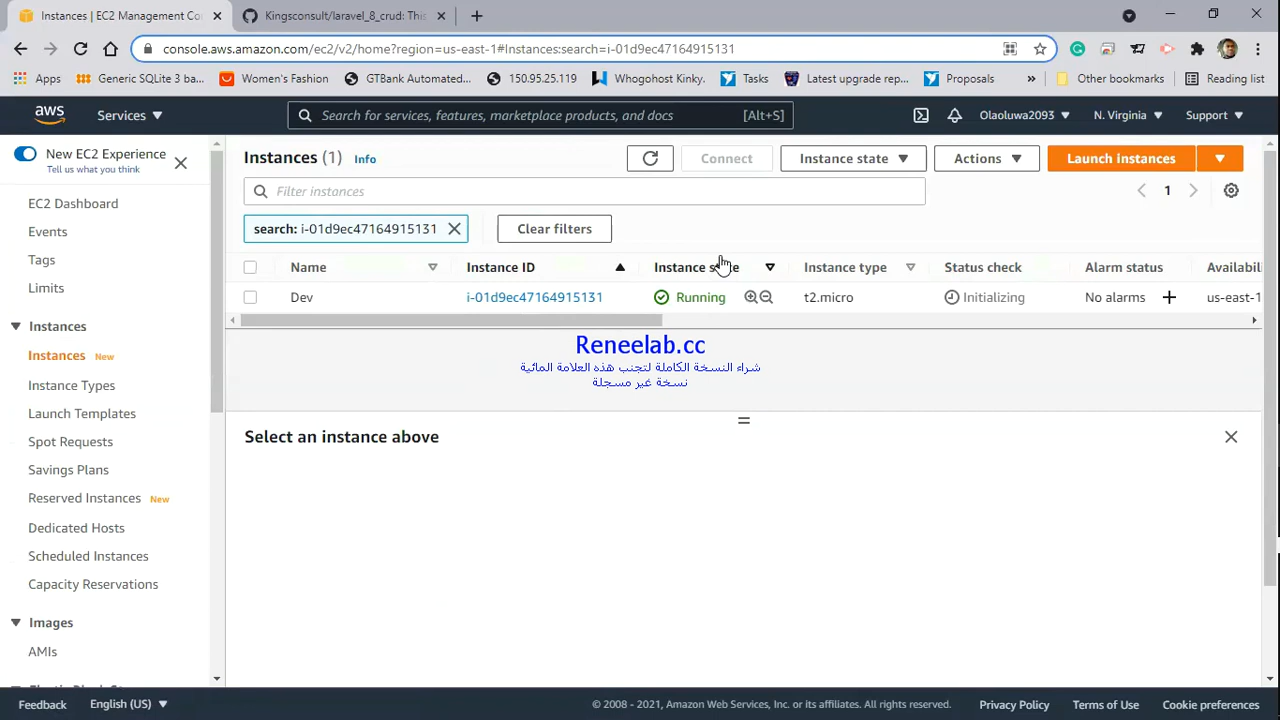 Instances | EC2 Management Co
Kingsconsult/laravel_8_crud: This
console.aws.amazon.com/ec2/v2/home?region=us-east-1#Instances:search=i-01d9ec47164915131
Apps
Generic SQLite 3 ba...
Women's Fashion
GTBank Automated...
150.95.25.119
Whogohost Kinky.
Tasks
Latest upgrade rep...
Proposals
»
Other bookmarks
Reading list
aws
Services
Search for services, features, marketplace products, and docs
[Alt+S]
Olaoluwa2093
N. Virginia
Support
New EC2 Experience
Tell us what you think
EC2 Dashboard
Events
Tags
Limits
Instances
Instances New
Instance Types
Launch Templates
Spot Requests
Savings Plans
Reserved Instances New
Dedicated Hosts
Scheduled Instances
Capacity Reservations
Images
AMIs
Instances (1) Info
Connect
Instance state
Actions
Launch instances
Filter instances
1
search: i-01d9ec47164915131
Clear filters
Name
Instance ID
Instance
Instance type
Status check
Alarm status
Availabili
Dev
i-01d9ec47164915131
Running
t2.micro
Initializing
No alarms +
us-east-1
Reneelab.cc
شراء النسخة الكاملة لتجنب هذه العلامة المائية
نسخة غير مسجلة
Select an instance above
Feedback
English (US)
© 2008 - 2021, Amazon Web Services, Inc. or its affiliates. All rights reserved.
Privacy Policy
Terms of Use
Cookie preferences